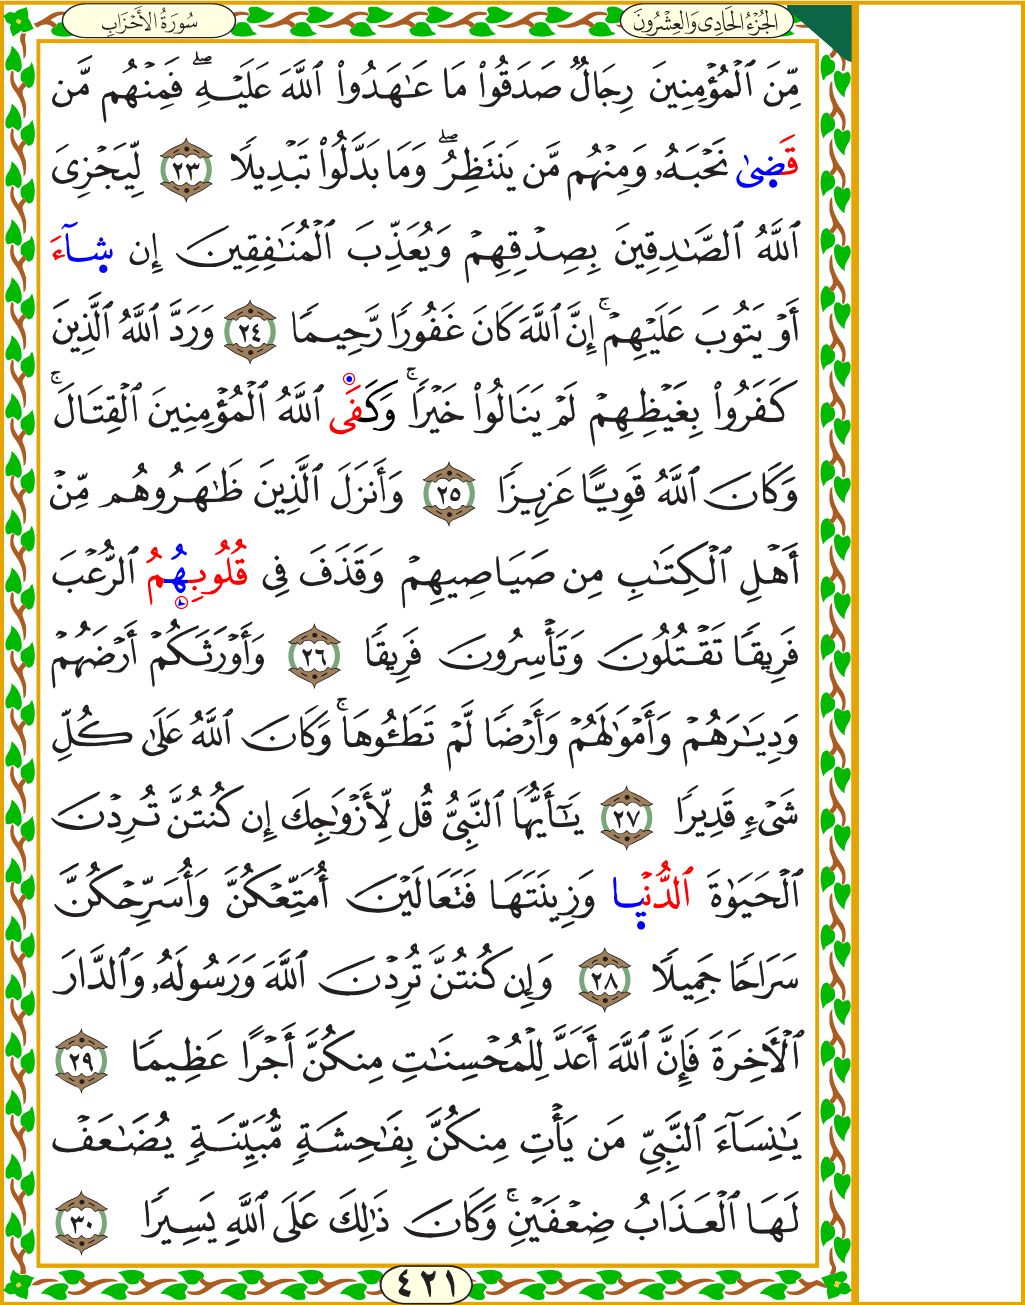 سُورَةُ الأَحْزَابِ
الجُزْءُ الحَادِى وَالعِشْرُونَ
مِّنَ ٱلْمُؤْمِنِينَ رِجَالٌ صَدَقُوا۟ مَا عَـٰهَدُوا۟ ٱللَّهَ عَلَيْهِ ۖ فَمِنْهُم مَّن
قَضِىٰ نَحْبَهُۥ وَمِنْهُم مَّن يَنتَظِرُ ۖ وَمَا بَدَّلُوا۟ تَبْدِيلًا ٢٣ لِّيَجْزِىَ
ٱللَّهُ ٱلصَّـٰدِقِينَ بِصِدْقِهِمْ وَيُعَذِّبَ ٱلْمُنَـٰفِقِينَ إِن شِآءَ
أَوْ يَتُوبَ عَلَيْهِمْ ۚ إِنَّ ٱللَّهَ كَانَ غَفُورًا رَّحِيمًا ٢٤ وَرَدَّ ٱللَّهُ ٱلَّذِينَ
كَفَرُوا۟ بِغَيْظِهِمْ لَمْ يَنَالُوا۟ خَيْرًا ۚ وَكَفَى ٱللَّهُ ٱلْمُؤْمِنِينَ ٱلْقِتَالَ ۚ
وَكَانَ ٱللَّهُ قَوِيًّا عَزِيزًا ٢٥ وَأَنزَلَ ٱلَّذِينَ ظَـٰهَرُوهُم مِّنْ
أَهْلِ ٱلْكِتَـٰبِ مِن صَيَاصِيهِمْ وَقَذَفَ فِى قُلُوبِهُمُ ٱلرُّعْبَ
فَرِيقًا تَقْتُلُونَ وَتَأْسِرُونَ فَرِيقًا ٢٦ وَأَوْرَثَكُمْ أَرْضَهُمْ
وَدِيَـٰرَهُمْ وَأَمْوَٰلَهُمْ وَأَرْضًا لَّمْ تَطَـُٔوهَا ۚ وَكَانَ ٱللَّهُ عَلَىٰ كُلِّ
شَىْءٍ قَدِيرًا ٢٧ يَـٰٓأَيُّهَا ٱلنَّبِىُّ قُل لِّأَزْوَٰجِكَ إِن كُنتُنَّ تُرِدْنَ
ٱلْحَيَوٰةَ ٱلدُّنْيِا وَزِينَتَهَا فَتَعَالَيْنَ أُمَتِّعْكُنَّ وَأُسَرِّحْكُنَّ
سَرَاحًا جَمِيلًا ٢٨ وَإِن كُنتُنَّ تُرِدْنَ ٱللَّهَ وَرَسُولَهُۥ وَٱلدَّارَ
ٱلْـَٔاخِرَةَ فَإِنَّ ٱللَّهَ أَعَدَّ لِلْمُحْسِنَـٰتِ مِنكُنَّ أَجْرًا عَظِيمًا ٢٩
يَـٰنِسَآءَ ٱلنَّبِىِّ مَن يَأْتِ مِنكُنَّ بِفَـٰحِشَةٍ مُّبَيِّنَةٍ يُضَـٰعَفْ
لَهَا ٱلْعَذَابُ ضِعْفَيْنِ ۚ وَكَانَ ذَٰلِكَ عَلَى ٱللَّهِ يَسِيرًا ٣٠
٤٢١